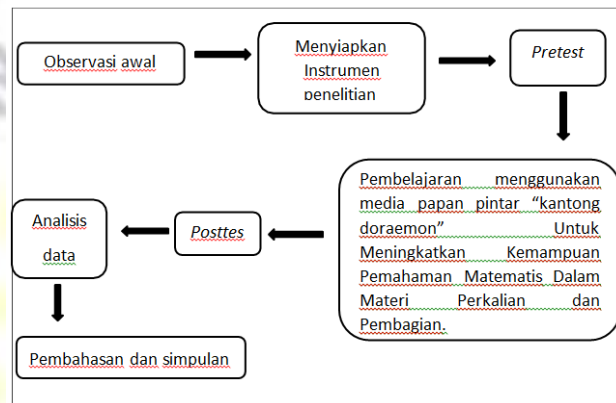 Observasi awal
Menyiapkan
Instrumen
penelitian
Pretest
Pembelajaran menggunakan
media papan pintar “kantong
doraemon” Untuk
Meningkatkan Kemampuan
Pemahaman Matematis Dalam
Materi Perkalian dan
Pembagian.
Posttes
Analisis
data
Pembahasan dan simpulan